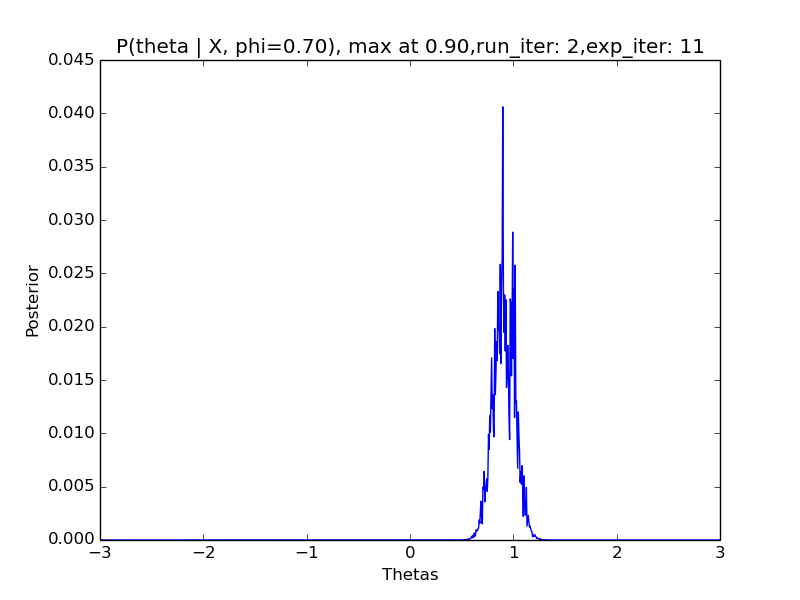 P(theta | X, phi=0.70), max at 0.90,run_iter: 2,exp_iter: 11
0.045
0.040
0.035
0.030
0.025
0.020
0.015
0.010
0.005
0.000
Posterior
−3 −2 −1 0 1 2 3
Thetas